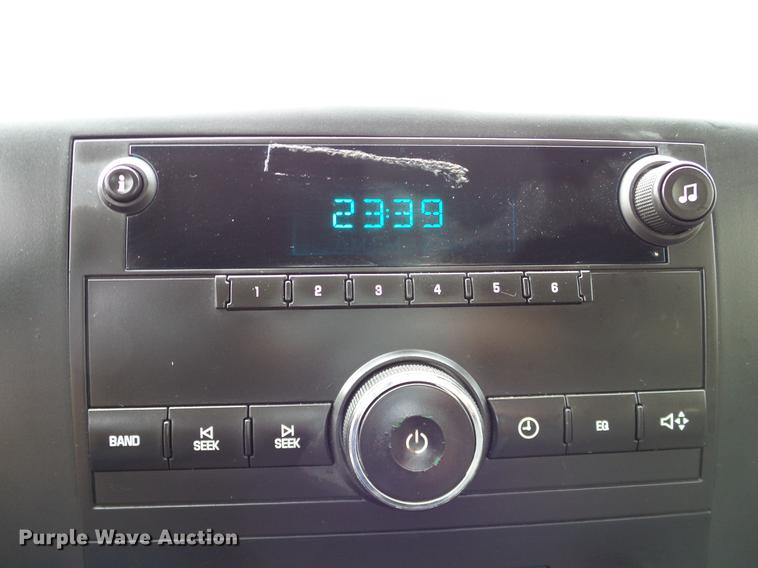 i
23:39
1 2 3 4 5 6
BAND SEEK SEEK EQ
Purple Wave Auction